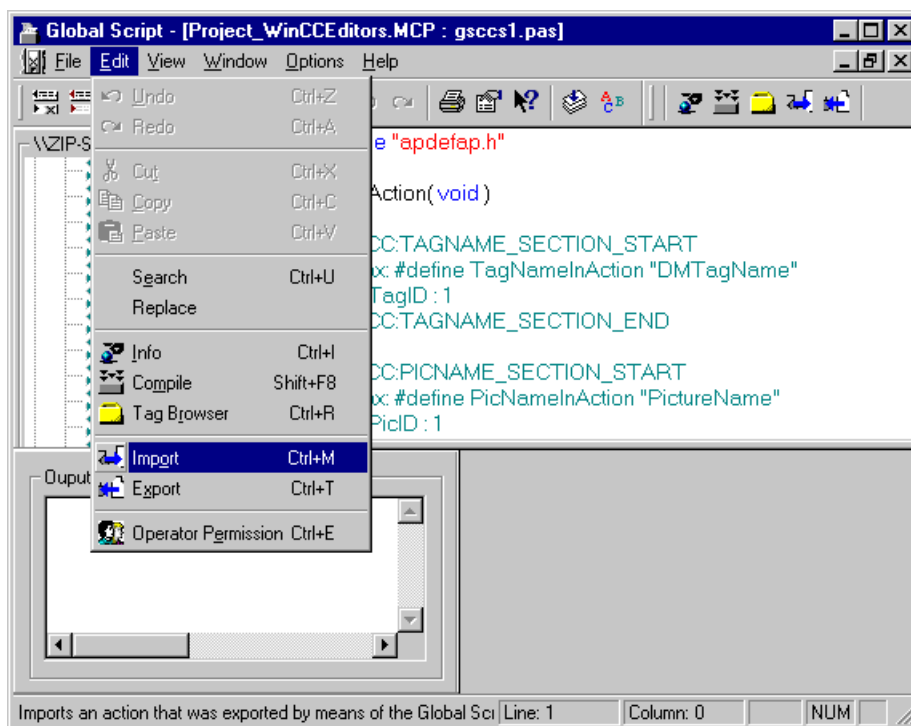 Global Script - [Project_WinCCEditors.MCP : gsccs1.pas]
File Edit View Window Options Help
\\ZIP-S
Undo Ctrl+Z
Redo Ctrl+A
Cut Ctrl+X
Copy Ctrl+C
Paste Ctrl+V
Search Ctrl+U
Replace
Info Ctrl+I
Compile Shift+F8
Tag Browser Ctrl+R
Import Ctrl+M
Export Ctrl+T
Operator Permission Ctrl+E
e "apdefap.h"
Action( void )
CC:TAGNAME_SECTION_START
ax: #define TagNameInAction "DMTagName"
TagID : 1
CC:TAGNAME_SECTION_END
CC:PICNAME_SECTION_START
ax: #define PicNameInAction "PictureName"
PicID : 1
Ouput
Imports an action that was exported by means of the Global Scr Line: 1 Column: 0 NUM